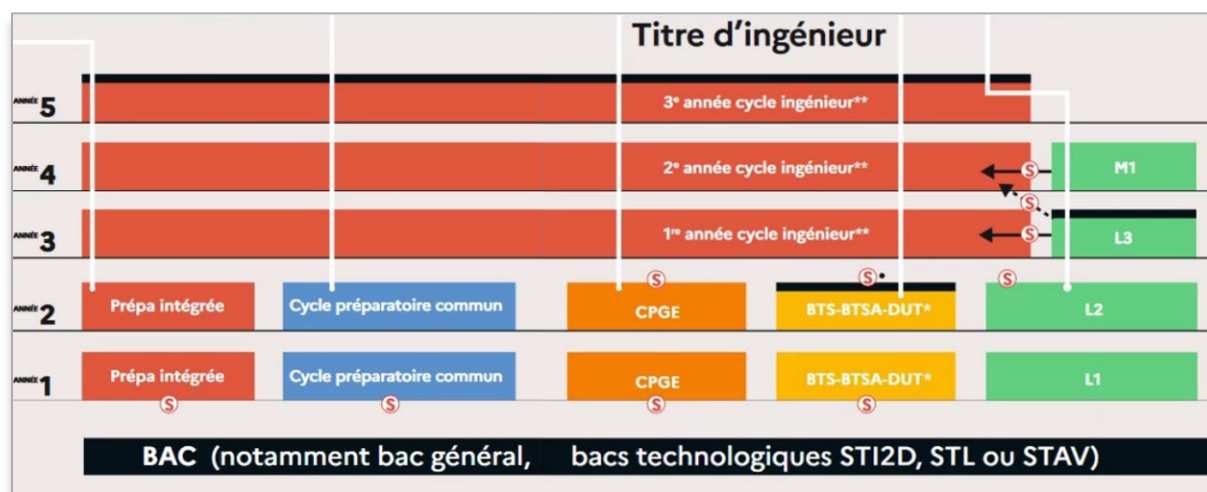 Titre d'ingénieur
ANNÉE 5
3e année cycle ingénieur**
ANNÉE 4
2e année cycle ingénieur**
S
M1
S
ANNÉE 3
1re année cycle ingénieur**
S
L3
S
S•
S
ANNÉE 2
Prépa intégrée
Cycle préparatoire commun
CPGE
BTS-BTSA-DUT*
L2
ANNÉE 1
Prépa intégrée
Cycle préparatoire commun
CPGE
BTS-BTSA-DUT*
L1
S
S
S
S
BAC (notamment bac général, bacs technologiques STI2D, STL ou STAV)